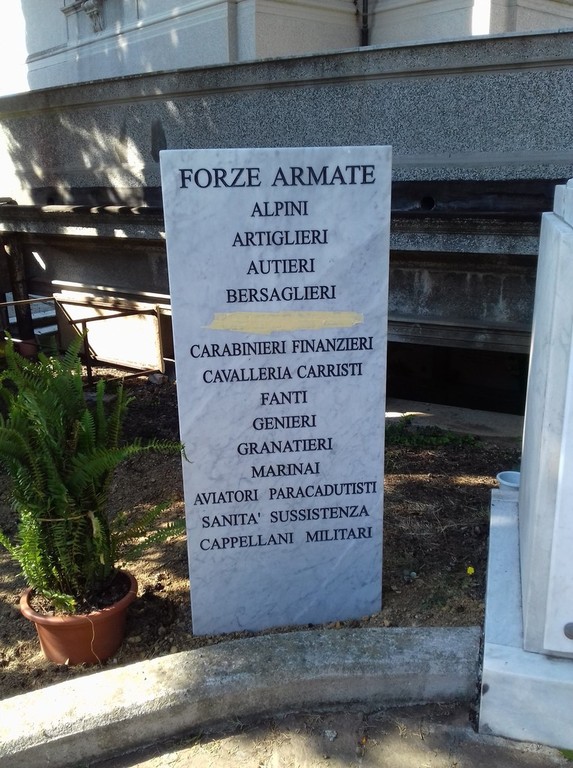 FORZE ARMATE
ALPINI
ARTIGLIERI
AUTIERI
BERSAGLIERI
CARABINIERI FINANZIERI
CAVALLERIA CARRISTI
FANTI
GENIERI
GRANATIERI
MARINAI
AVIATORI PARACADUTISTI
SANITA' SUSSISTENZA
CAPPELLANI MILITARI